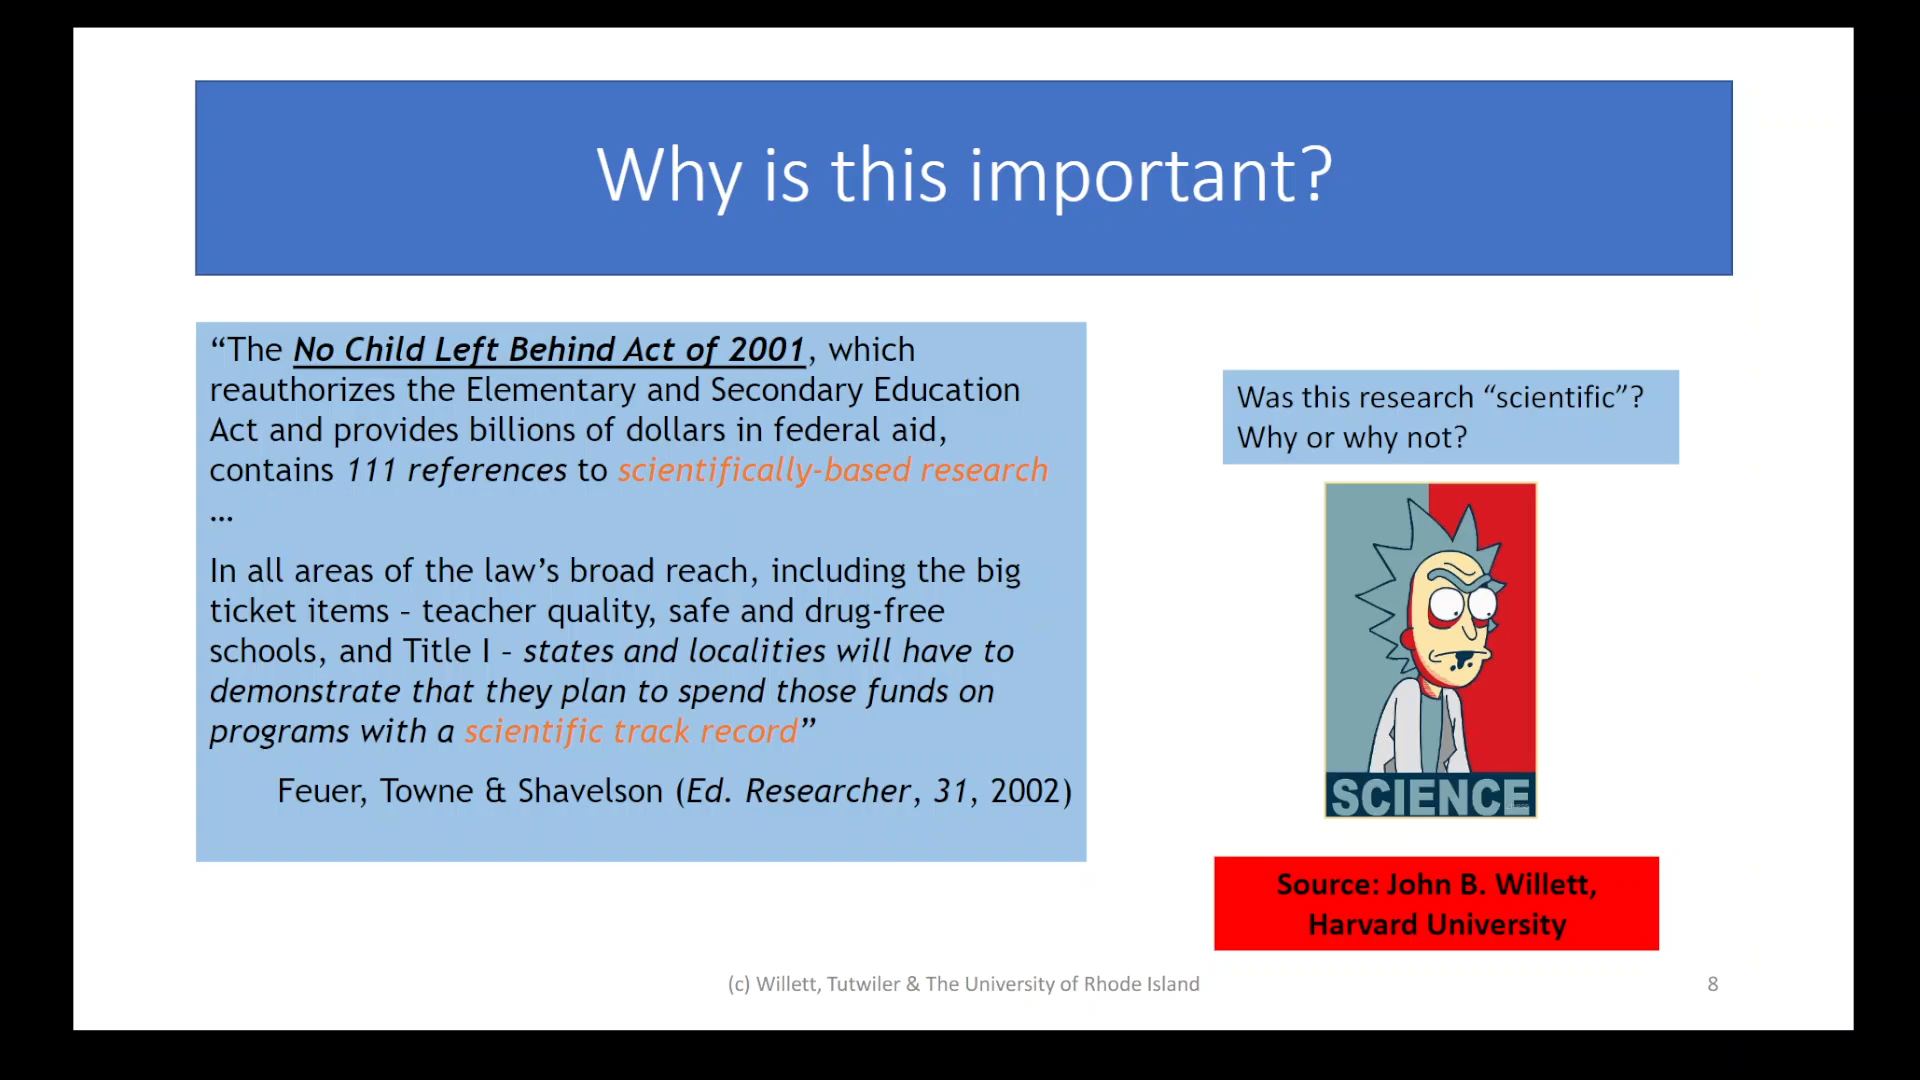 Why is this important?
“The No Child Left Behind Act of 2001, which
reauthorizes the Elementary and Secondary Education
Act and provides billions of dollars in federal aid,
contains 111 references to scientifically-based research
…
In all areas of the law’s broad reach, including the big
ticket items – teacher quality, safe and drug-free
schools, and Title I – states and localities will have to
demonstrate that they plan to spend those funds on
programs with a scientific track record”
Feuer, Towne & Shavelson (Ed. Researcher, 31, 2002)
Was this research “scientific”?
Why or why not?
SCIENCE
Source: John B. Willett,
Harvard University
(c) Willett, Tutwiler & The University of Rhode Island
8